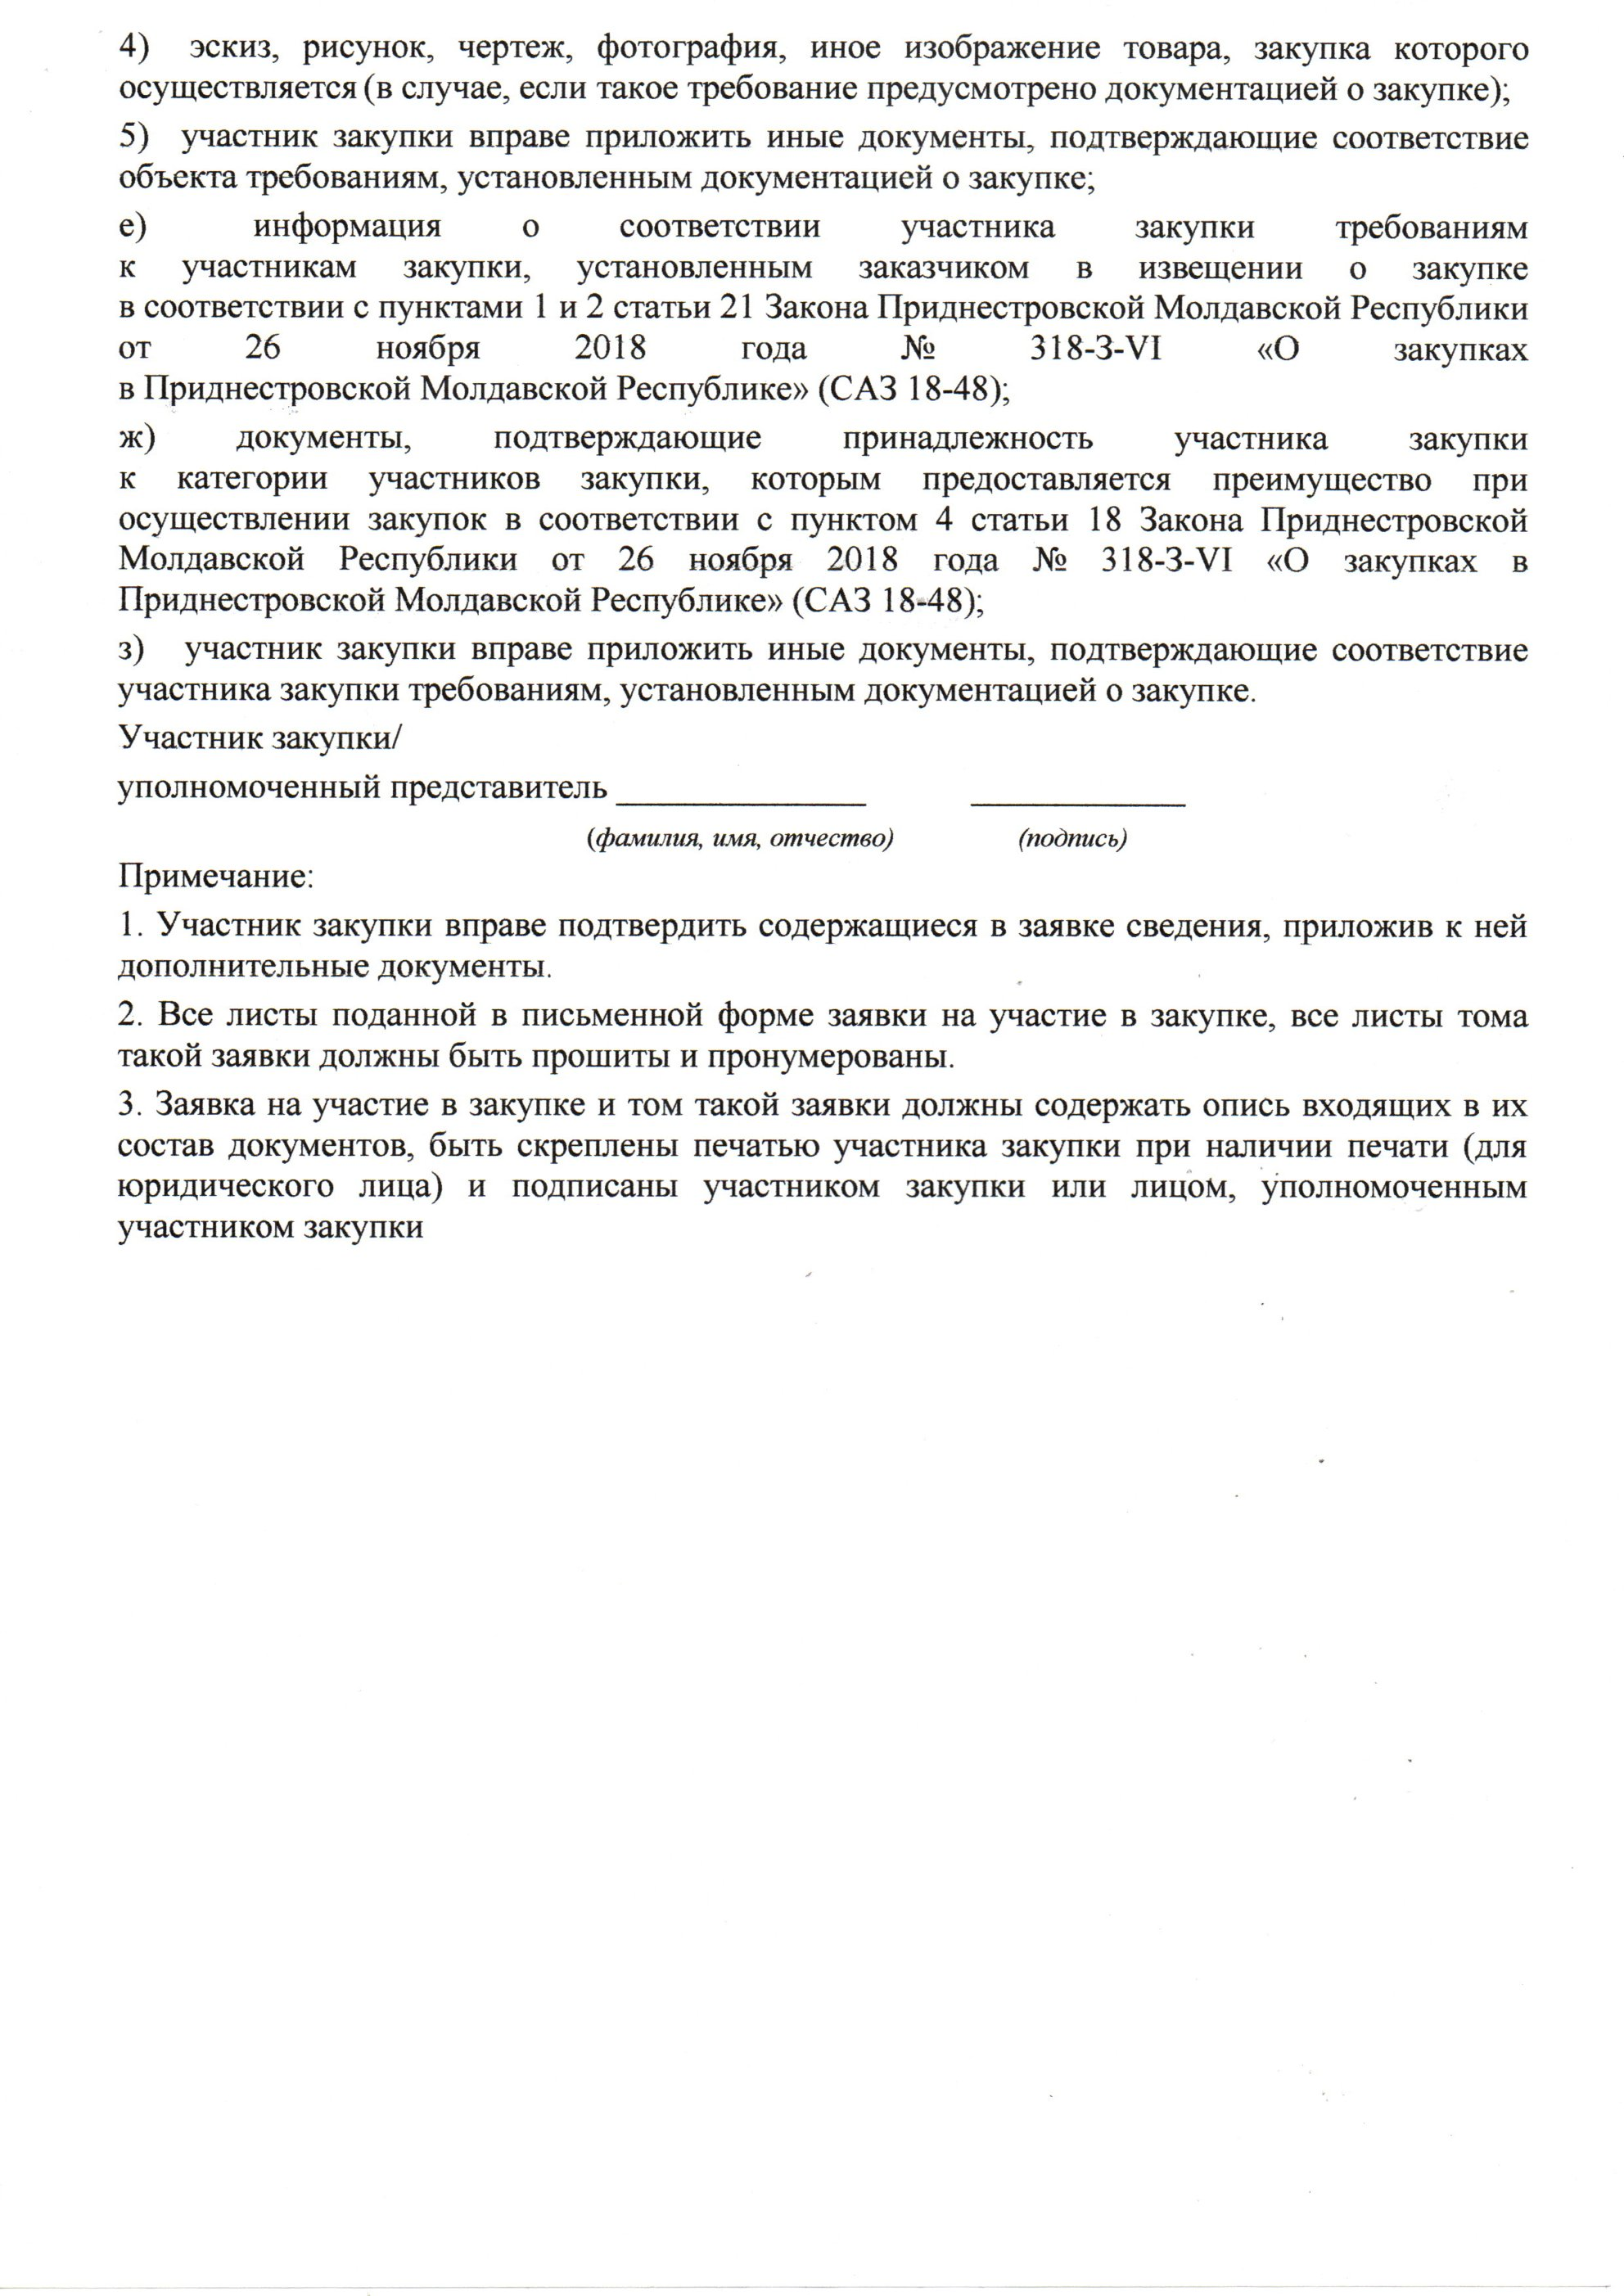 4) эскиз, рисунок, чертеж, фотография, иное изображение товара, закупка которого
осуществляется (в случае, если такое требование предусмотрено документацией о закупке);
5) участник закупки вправе приложить иные документы, подтверждающие соответствие
объекта требованиям, установленным документацией о закупке;
е) информация о соответствии участника закупки требованиям
к участникам закупки, установленным заказчиком в извещении о закупке
в соответствии с пунктами 1 и 2 статьи 21 Закона Приднестровской Молдавской Республики
от 26 ноября 2018 года № 318-З-VI «О закупках
в Приднестровской Молдавской Республике» (САЗ 18-48);
ж) документы, подтверждающие принадлежность участника закупки
к категории участников закупки, которым предоставляется преимущество при
осуществлении закупок в соответствии с пунктом 4 статьи 18 Закона Приднестровской
Молдавской Республики от 26 ноября 2018 года № 318-З-VI «О закупках в
Приднестровской Молдавской Республике» (САЗ 18-48);
з) участник закупки вправе приложить иные документы, подтверждающие соответствие
участника закупки требованиям, установленным документацией о закупке.
Участник закупки/
уполномоченный представитель ______________ ____________
(фамилия, имя, отчество) (подпись)
Примечание:
1. Участник закупки вправе подтвердить содержащиеся в заявке сведения, приложив к ней
дополнительные документы.
2. Все листы поданной в письменной форме заявки на участие в закупке, все листы тома
такой заявки должны быть прошиты и пронумерованы.
3. Заявка на участие в закупке и том такой заявки должны содержать опись входящих в их
состав документов, быть скреплены печатью участника закупки при наличии печати (для
юридического лица) и подписаны участником закупки или лицом, уполномоченным
участником закупки